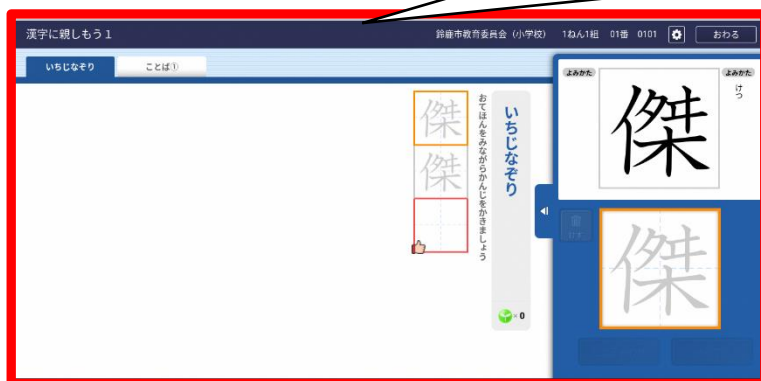 漢字に親しもう1
鈴鹿市教育委員会（小学校） 1ねん1組 01番 0101
おわる
いちじなぞり
ことば①
よみかた
よみかた
けつ
傑
いちじなぞり
おてほんをみながらかんじをかきましょう
傑
傑
0
けす
傑